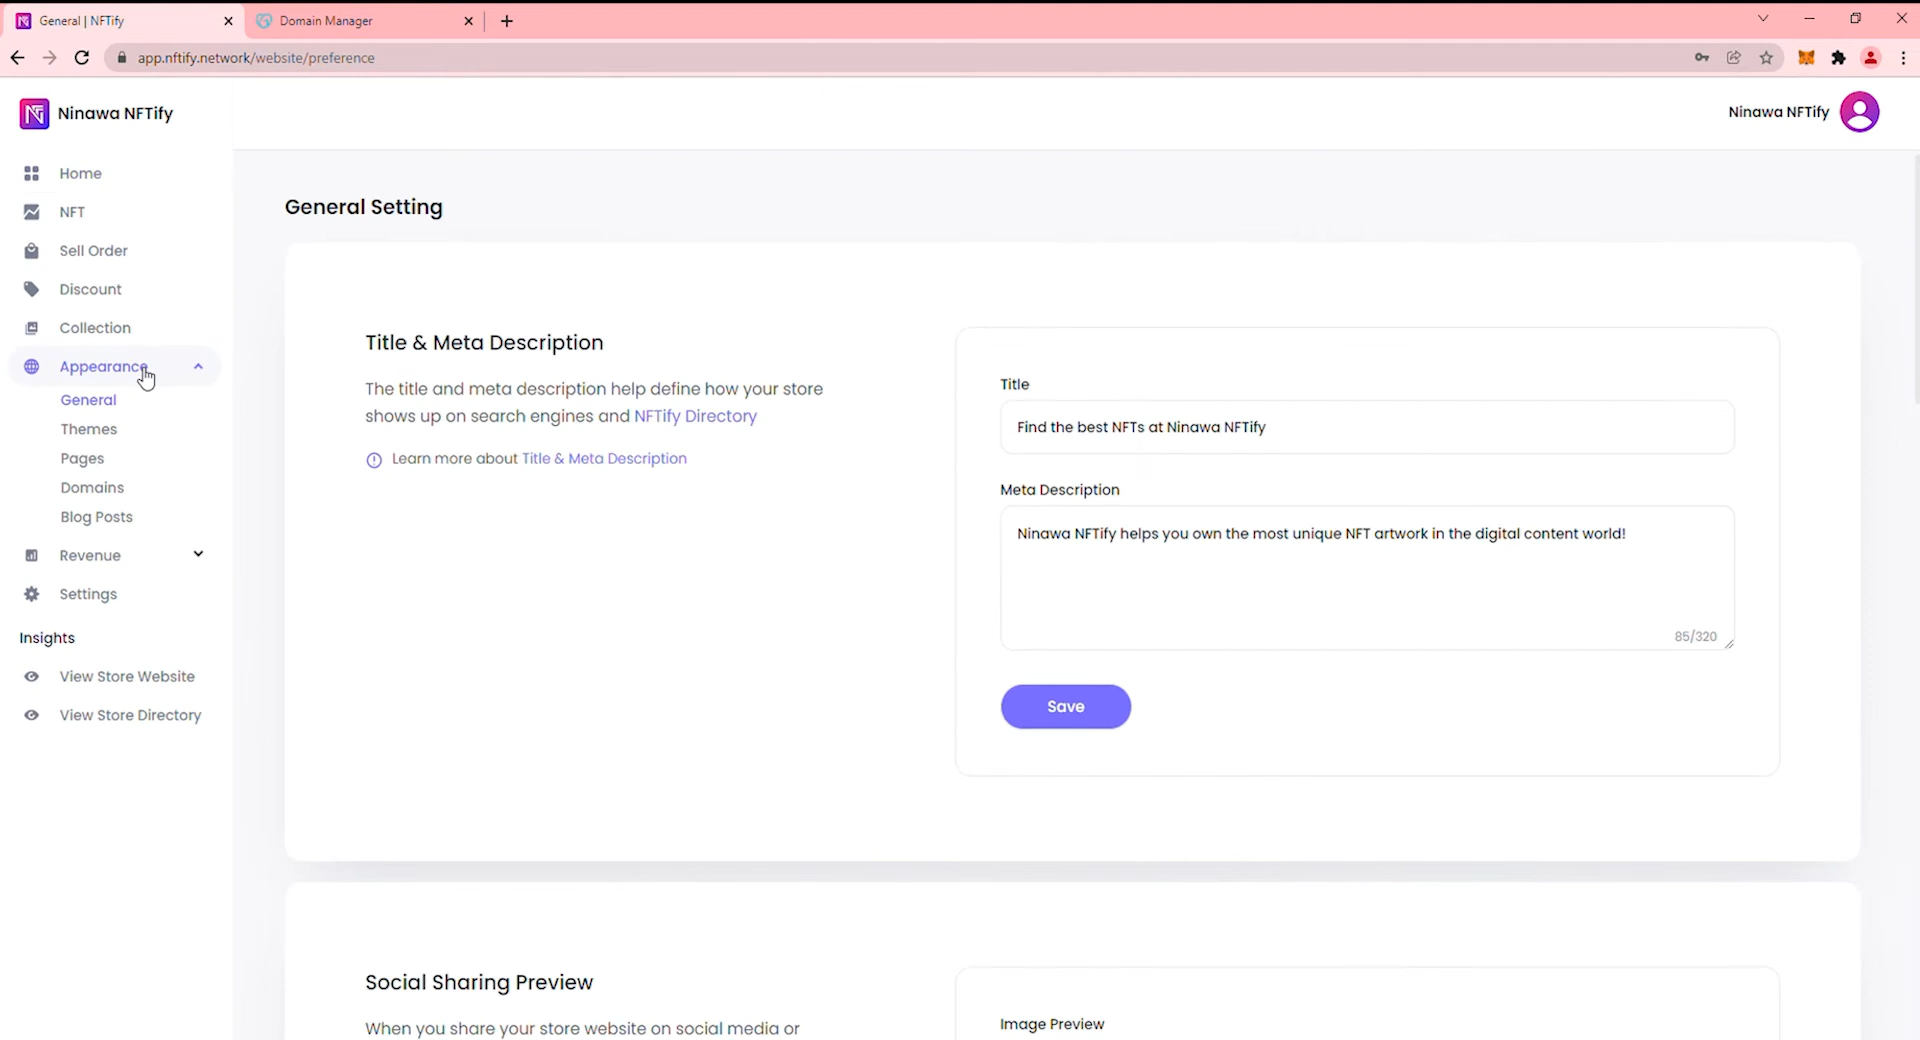 General | NFTify
Domain Manager
app.nftify.network/website/preference
Ninawa NFTify
Ninawa NFTify
Home
NFT
Sell Order
Discount
Collection
Appearance
General
Themes
Pages
Domains
Blog Posts
Revenue
Settings
Insights
View Store Website
View Store Directory
General Setting
Title & Meta Description
The title and meta description help define how your store
shows up on search engines and NFTify Directory
Learn more about Title & Meta Description
Title
Find the best NFTs at Ninawa NFTify
Meta Description
Ninawa NFTify helps you own the most unique NFT artwork in the digital content world!
85/320
Save
Social Sharing Preview
When you share your store website on social media or
Image Preview